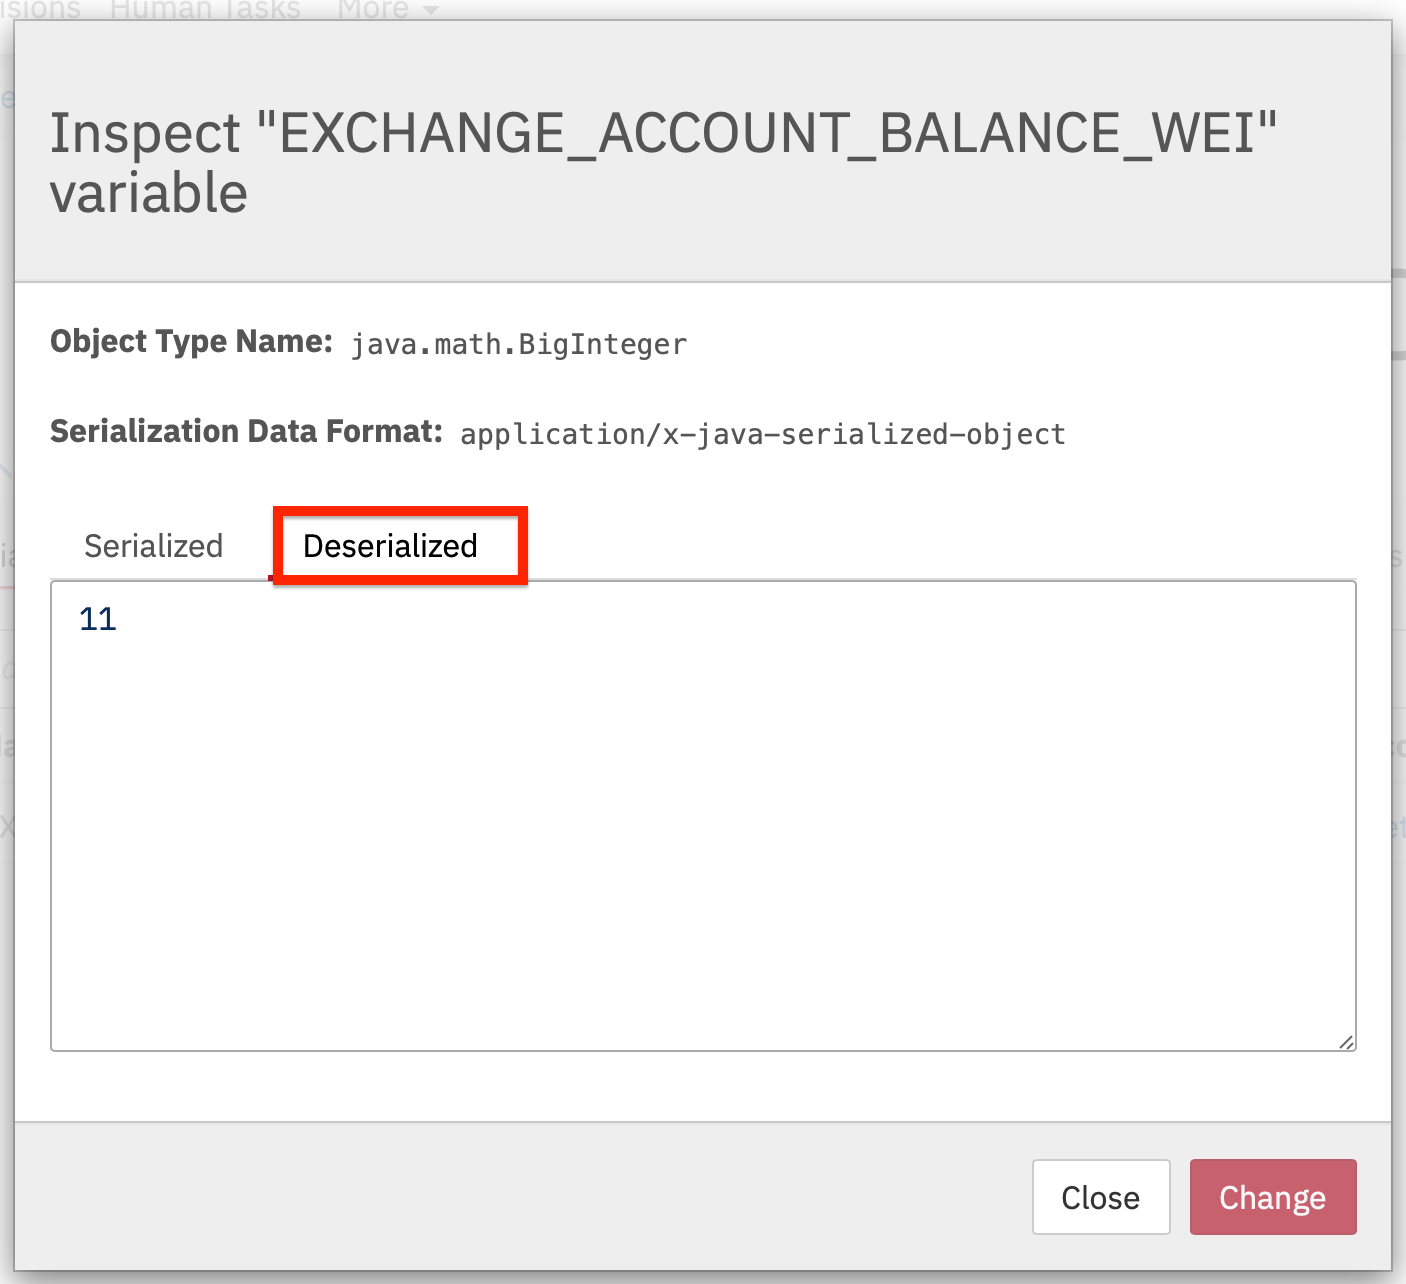 Human Tasks More
Inspect "EXCHANGE_ACCOUNT_BALANCE_WEI"
variable
Object Type Name: java.math.BigInteger
Serialization Data Format: application/x-java-serialized-object
Serialized Deserialized
11
Close Change